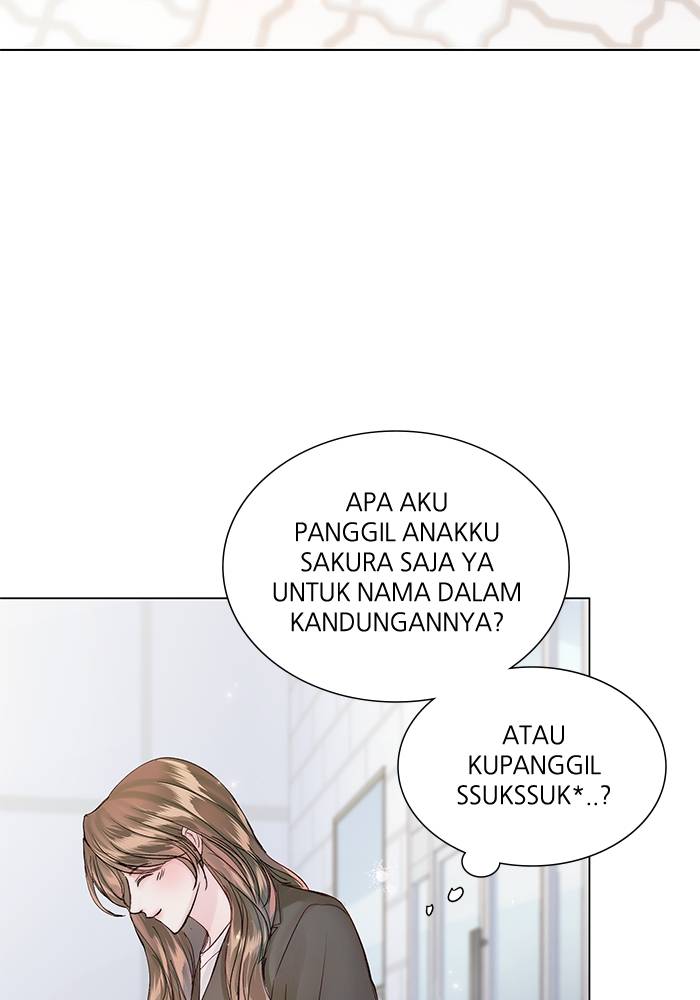 APA AKU
PANGGIL ANAKKU
SAKURA SAJA YA
UNTUK NAMA DALAM
KANDUNGANNYA?
ATAU
KUPANGGIL
SSUKSSUK*..?